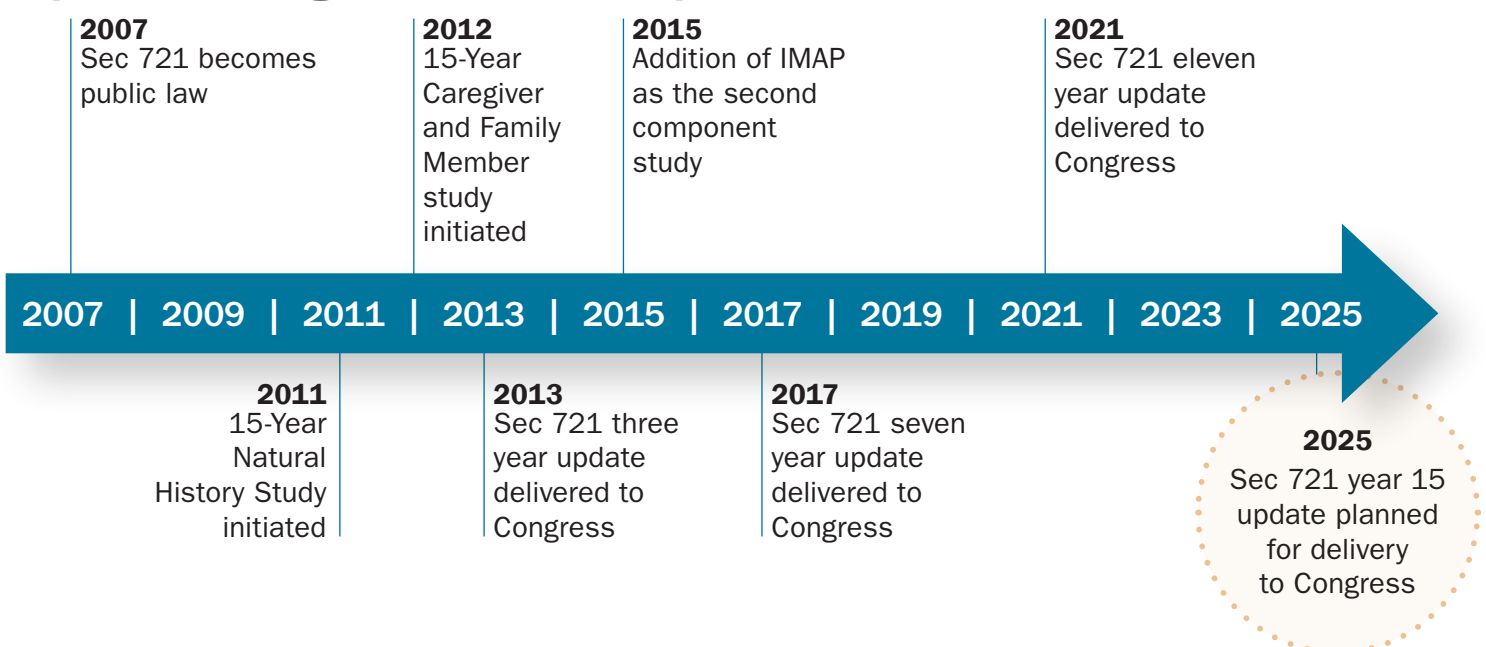 2007
Sec 721 becomes
public law
2012
15-Year
Caregiver
and Family
Member
study
initiated
2015
Addition of IMAP
as the second
component
study
2021
Sec 721 eleven
year update
delivered to
Congress
2007 | 2009 | 2011 | 2013 | 2015 | 2017 | 2019 | 2021 | 2023 | 2025
2011
15-Year
Natural
History Study
initiated
2013
Sec 721 three
year update
delivered to
Congress
2017
Sec 721 seven
year update
delivered to
Congress
2025
Sec 721 year 15
update planned
for delivery
to Congress